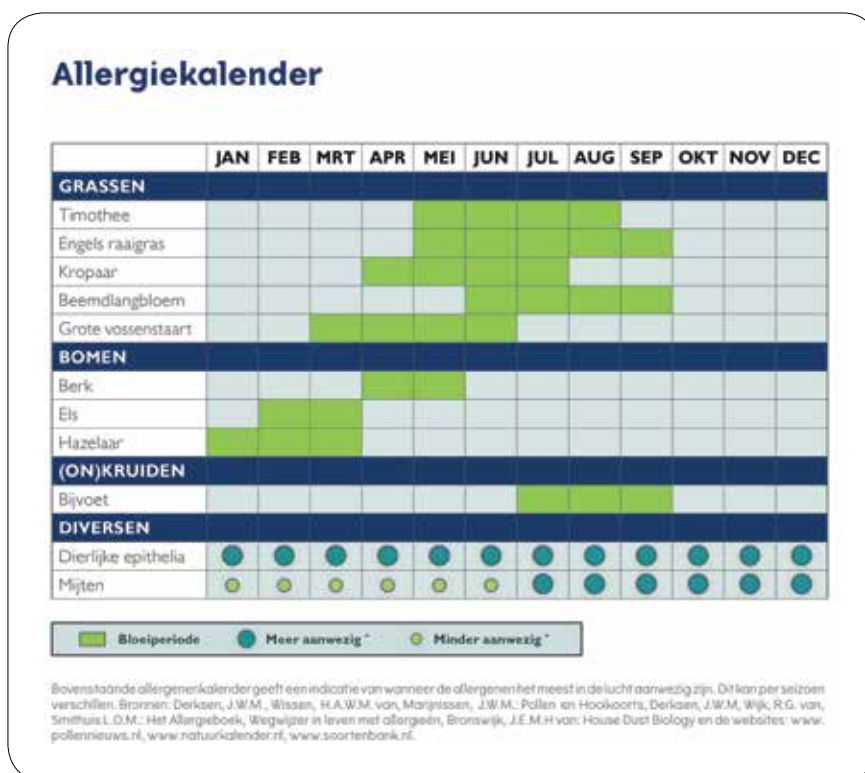 Allergiekalender
JAN FEB MRT APR MEI JUN JUL AUG SEP OKT NOV DEC
GRASSEN
Timothee
Engels raaigras
Kropaar
Beemdlangbloem
Grote vossenstaart
BOMEN
Berk
Els
Hazelaar
(ON)KRUIDEN
Bijvoet
DIVERSEN
Dierlijke epithelia
Mijten
Bloeiperiode Meer aanwezig * Minder aanwezig *
Bovenstaande allergenenkalender geeft een indicatie van wanneer de allergenen het meest in de lucht aanwezig zijn. Dit kan per seizoen
verschillen. Bronnen: Derksen, J.W.M., Wissen, H.A.W.M. van, Marijnissen, J.W.M.: Pollen en Hooikoorts, Derksen, J.W.M, Wijk, R.G. van,
Smithuis L.O.M.: Het Allergieboek, Wegwijzer in leven met allergieën, Bronswijk, J.E.M.H van: House Dust Biology en de websites: www.
pollennieuws.nl, www.natuurkalender.nl, www.soortenbank.nl.